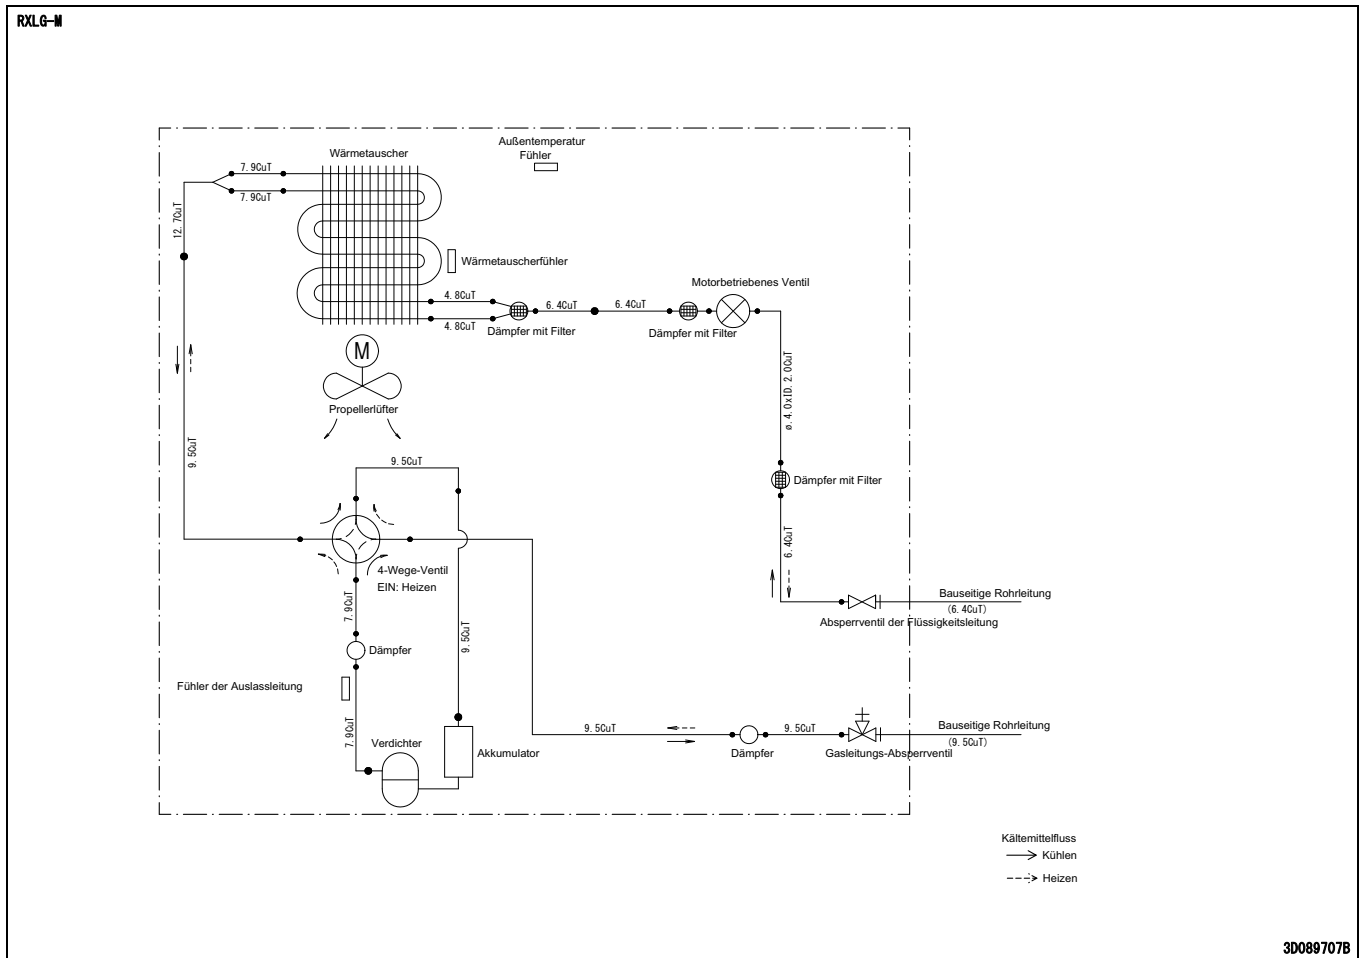 RXLG-M
Außentemperatur
Fühler
Wärmetauscher
7.9CuT
7.9CuT
12.7CuT
Wärmetauscherfühler
Motorbetriebenes Ventil
4.8CuT
6.4CuT
6.4CuT
4.8CuT
Dämpfer mit Filter
Dämpfer mit Filter
M
ø.4.0xID.2.0CuT
Propellerlüfter
9.5CuT
9.5CuT
Dämpfer mit Filter
6.4CuT
4-Wege-Ventil
EIN: Heizen
7.9CuT
Bauseitige Rohrleitung
(6.4CuT)
Absperrventil der Flüssigkeitsleitung
9.5CuT
Dämpfer
Fühler der Auslassleitung
7.9CuT
9.5CuT
9.5CuT
Bauseitige Rohrleitung
(9.5CuT)
Verdichter
Akkumulator
Dämpfer
Gasleitungs-Absperrventil
Kältemittelfluss
Kühlen
Heizen
3D089707B